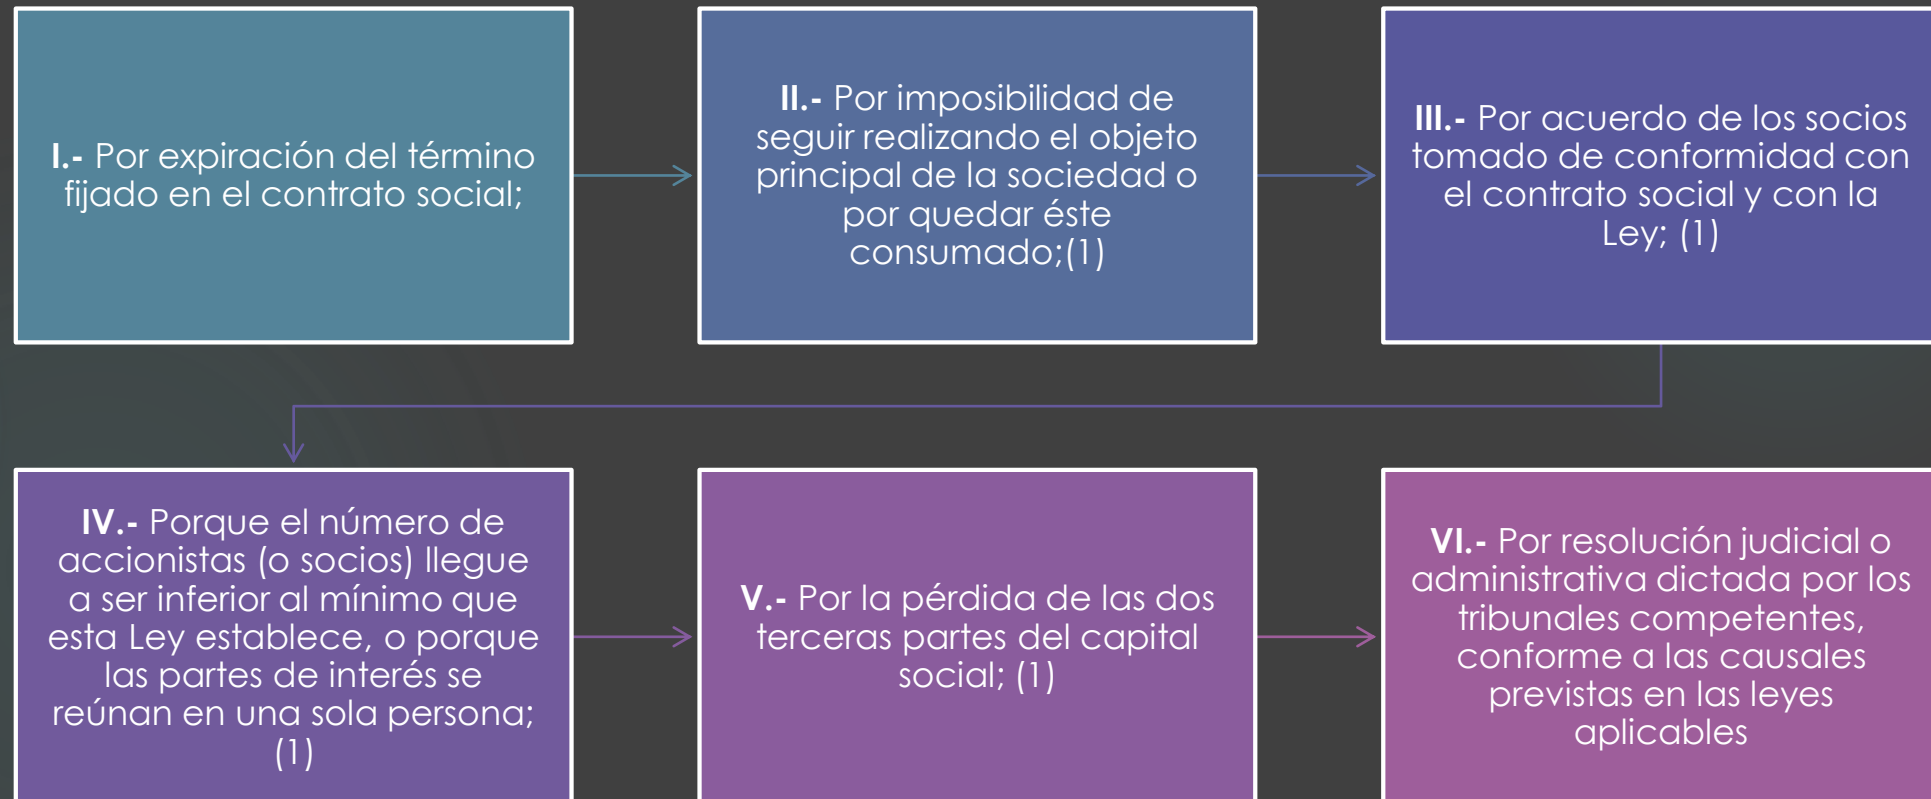 I.- Por expiración del término
fijado en el contrato social;
II.- Por imposibilidad de
seguir realizando el objeto
principal de la sociedad o
por quedar éste
consumado;(1)
III.- Por acuerdo de los socios
tomado de conformidad con
el contrato social y con la
Ley; (1)
IV.- Porque el número de
accionistas (o socios) llegue
a ser inferior al mínimo que
esta Ley establece, o porque
las partes de interés se
reúnan en una sola persona;
(1)
V.- Por la pérdida de las dos
terceras partes del capital
social; (1)
VI.- Por resolución judicial o
administrativa dictada por los
tribunales competentes,
conforme a las causales
previstas en las leyes
aplicables